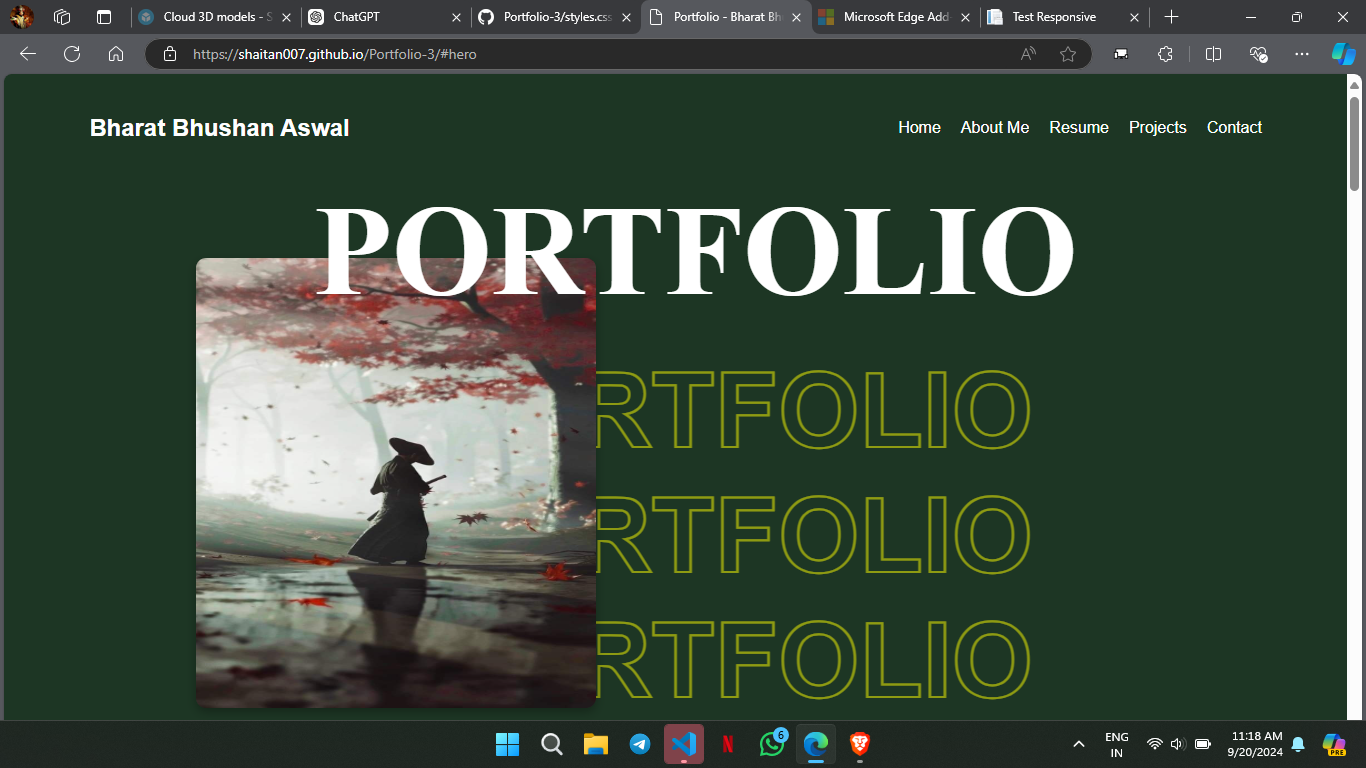 Cloud 3D models - S
ChatGPT
Portfolio-3/styles.css
Portfolio - Bharat Bh
Microsoft Edge Add
Test Responsive
https://shaitan007.github.io/Portfolio-3/#hero
Bharat Bhushan Aswal
Home About Me Resume Projects Contact
PORTFOLIO
RTFOLIO
RTFOLIO
RTFOLIO
6
ENG
IN
11:18 AM
9/20/2024
PRE